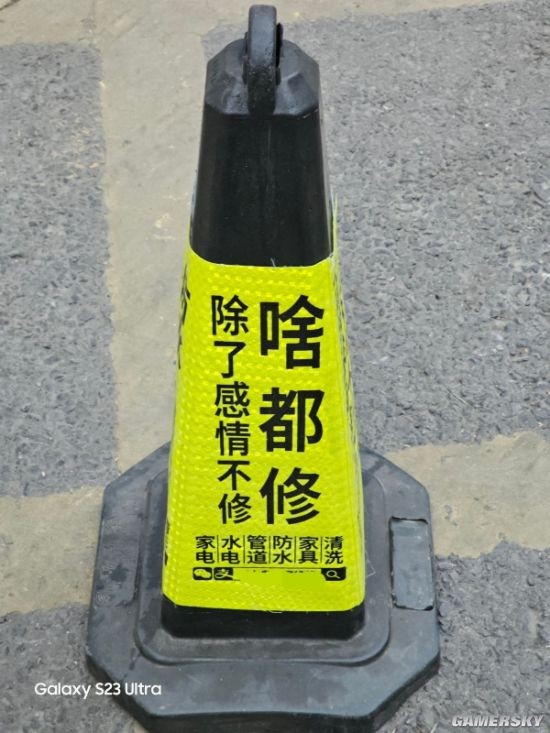 啥都修
除了感情不修
家电 水电 管道 防水 家具 清洗
Galaxy S23 Ultra
GAMERSKY